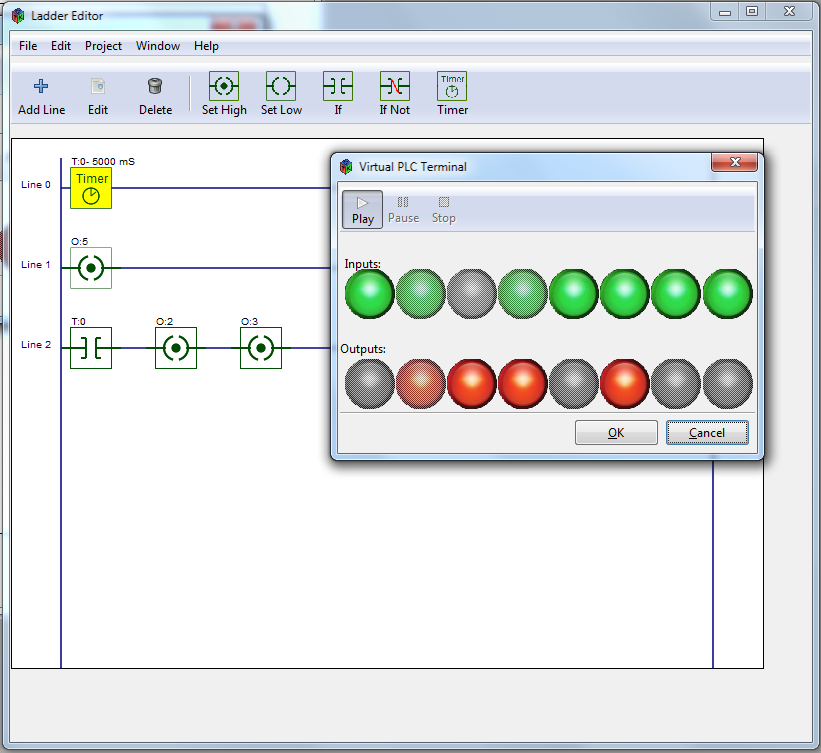 Ladder Editor
File Edit Project Window Help
Add Line Edit Delete Set High Set Low If If Not Timer Timer
T:0- 5000 mS
Line 0 Timer
O:5
Line 1
T:0 O:2 O:3
Line 2
Virtual PLC Terminal
Play Pause Stop
Inputs:
Outputs:
OK Cancel